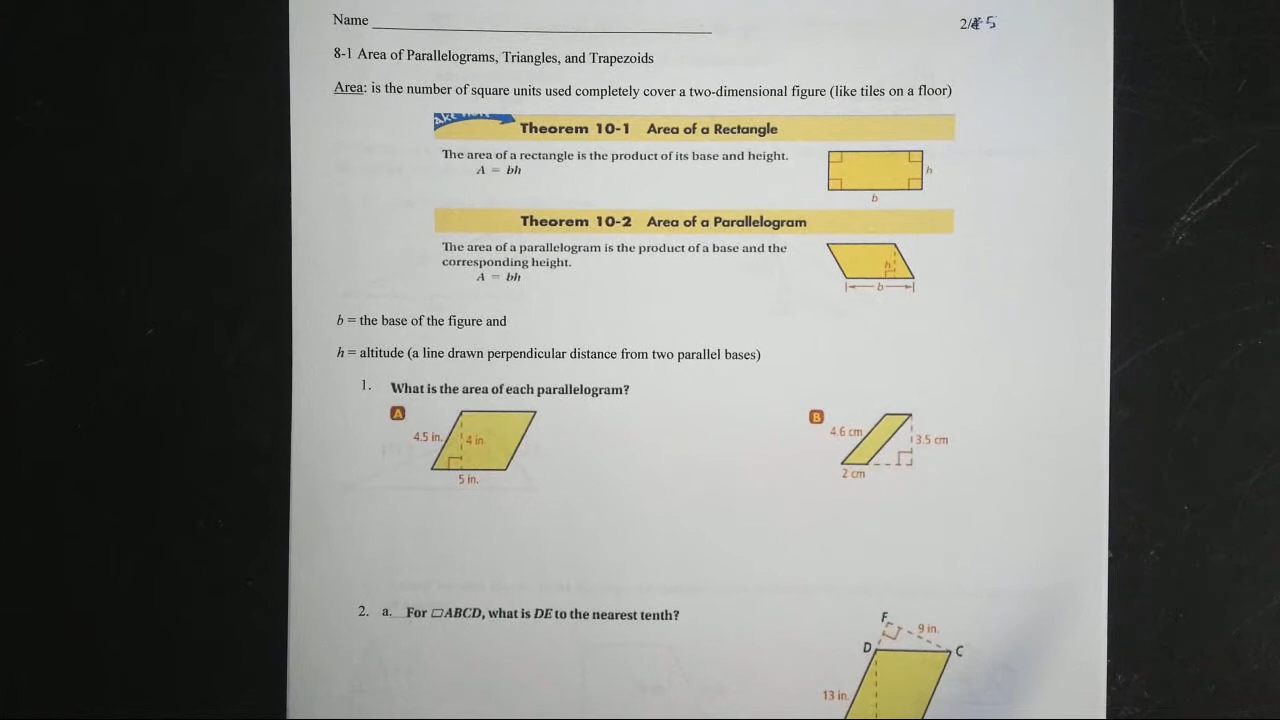 Name
2/4-5
8-1 Area of Parallelograms, Triangles, and Trapezoids
Area: is the number of square units used completely cover a two-dimensional figure (like tiles on a floor)
Theorem 10-1 Area of a Rectangle
The area of a rectangle is the product of its base and height.
A = bh
h
b
Theorem 10-2 Area of a Parallelogram
The area of a parallelogram is the product of a base and the
corresponding height.
A = bh
h
b
b = the base of the figure and
h = altitude (a line drawn perpendicular distance from two parallel bases)
1. What is the area of each parallelogram?
A
4.5 in.
4 in.
5 in.
B
4.6 cm
3.5 cm
2 cm
2. a. For ▱ABCD, what is DE to the nearest tenth?
F
9 in.
D
C
13 in.